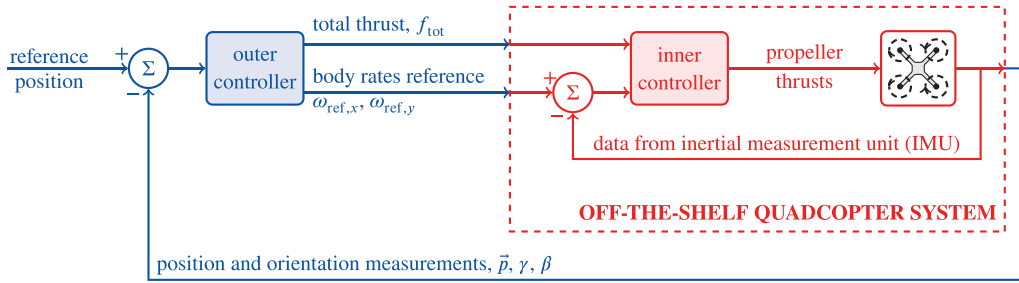 total thrust, f_tot
reference
position
+
Σ
−
outer
controller
body rates reference
ω_ref,x, ω_ref,y
+
Σ
−
inner
controller
propeller
thrusts
data from inertial measurement unit (IMU)
OFF-THE-SHELF QUADCOPTER SYSTEM
position and orientation measurements, p⃗, γ, β